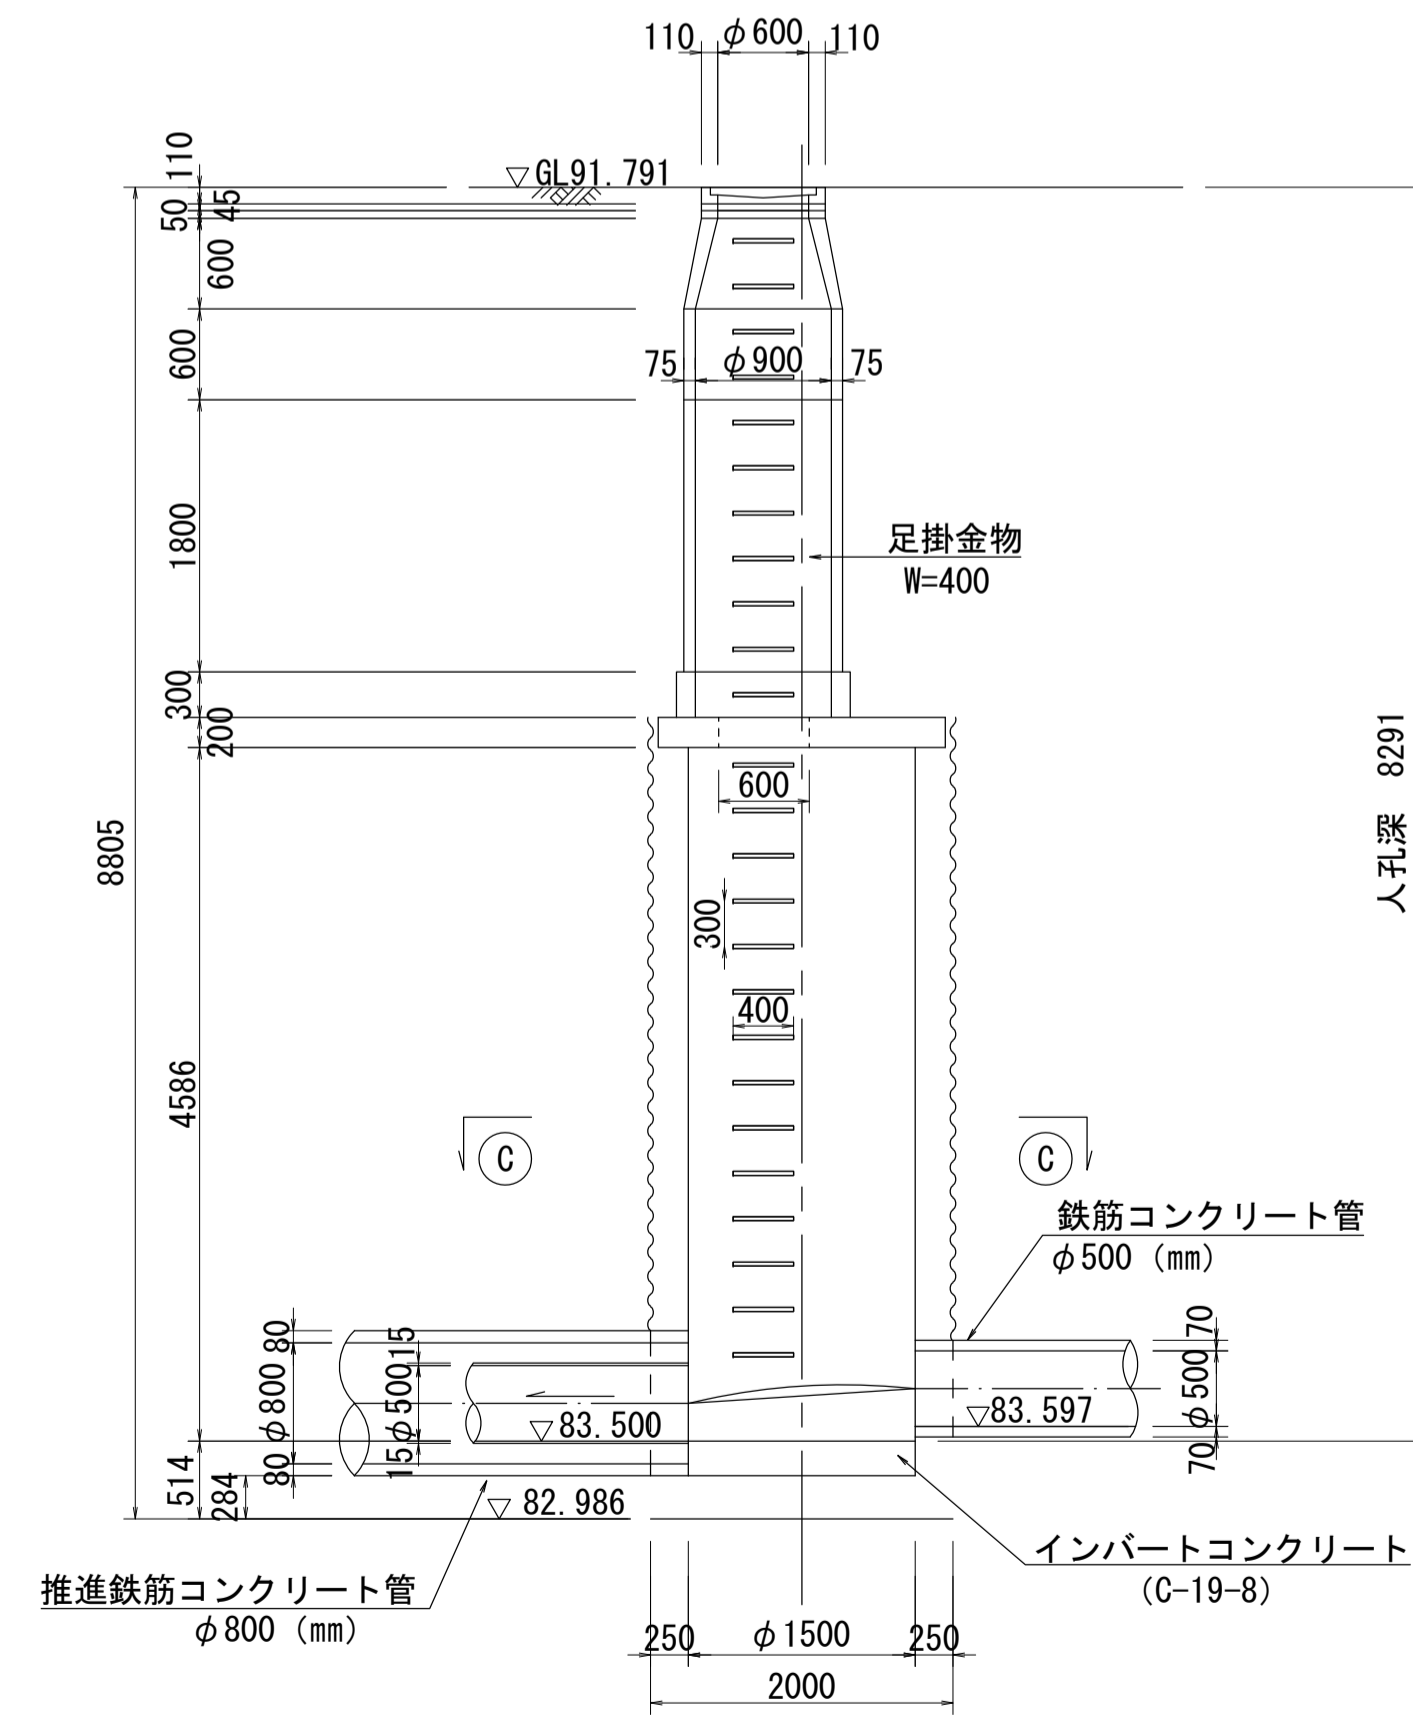 110 φ600 110
110
GL91.791
45
50
600
600
75 φ900 75
1800
足掛金物
W=400
300
200
600
人孔深 8291
8805
300
400
4586
C
C
鉄筋コンクリート管
φ500 (mm)
80
15
70
φ800
φ500
φ500
83.597
83.500
80
15
70
514
284
82.986
インバートコンクリート
(C-19-8)
推進鉄筋コンクリート管
φ800 (mm)
250 φ1500 250
2000